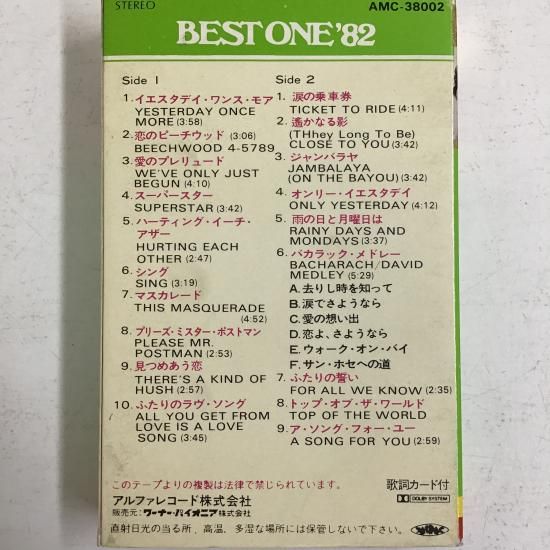 STEREO
AMC-38002
BEST ONE '82
Side 1
1. イエスタデイ・ワンス・モア
YESTERDAY ONCE
MORE (3:58)
2. 恋のビーチウッド (3:06)
BEECHWOOD 4-5789
3. 愛のプレリュード
WE'VE ONLY JUST
BEGUN (4:10)
4. スーパースター
SUPERSTAR (3:42)
5. ハーティング・イーチ・
アザー
HURTING EACH
OTHER (2:47)
6. シング
SING (3:19)
7. マスカレード
THIS MASQUERADE
(4:52)
8. プリーズ・ミスター・ポストマン
PLEASE MR.
POSTMAN (2:53)
9. 見つめあう恋
THERE'S A KIND OF
HUSH (2:57)
10. ふたりのラヴ・ソング
ALL YOU GET FROM
LOVE IS A LOVE
SONG (3:45)
Side 2
1. 涙の乗車券
TICKET TO RIDE (4:11)
2. 遙かなる影
(THhey Long To Be)
CLOSE TO YOU (3:42)
3. ジャンバラヤ
JAMBALAYA
(ON THE BAYOU) (3:42)
4. オンリー・イエスタデイ
ONLY YESTERDAY (4:12)
5. 雨の日と月曜日は
RAINY DAYS AND
MONDAYS (3:37)
6. バカラック・メドレー
BACHARACH/DAVID
MEDLEY (5:29)
A. 去りし時を知って
B. 涙でさようなら
C. 愛の想い出
D. 恋よ、さようなら
E. ウォーク・オン・バイ
F. サン・ホセへの道
7. ふたりの誓い
FOR ALL WE KNOW (2:35)
8. トップ・オブ・ザ・ワールド
TOP OF THE WORLD
9. ア・ソング・フォー・ユー
A SONG FOR YOU (2:59)
このテープよりの複製は法律で禁じられています。
歌詞カード付
アルファレコード株式会社
DOLBY SYSTEM
販売元:ワーナー・パイオニア株式会社
直射日光の当る所、高温、多湿な場所には保管しないで下さい。